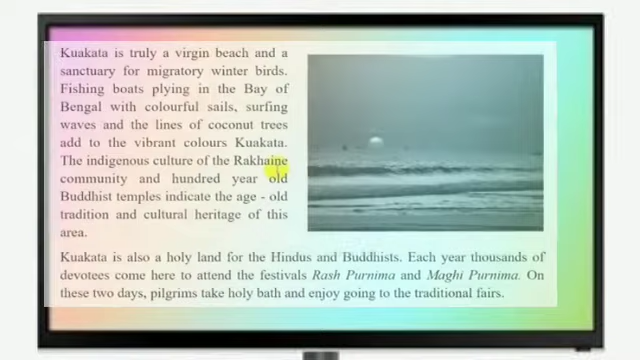 Kuakata is truly a virgin beach and a
sanctuary for migratory winter birds.
Fishing boats plying in the Bay of
Bengal with colourful sails, surfing
waves and the lines of coconut trees
add to the vibrant colours Kuakata.
The indigenous culture of the Rakhaine
community and hundred year old
Buddhist temples indicate the age - old
tradition and cultural heritage of this
area.
Kuakata is also a holy land for the Hindus and Buddhists. Each year thousands of
devotees come here to attend the festivals Rash Purnima and Maghi Purnima. On
these two days, pilgrims take holy bath and enjoy going to the traditional fairs.